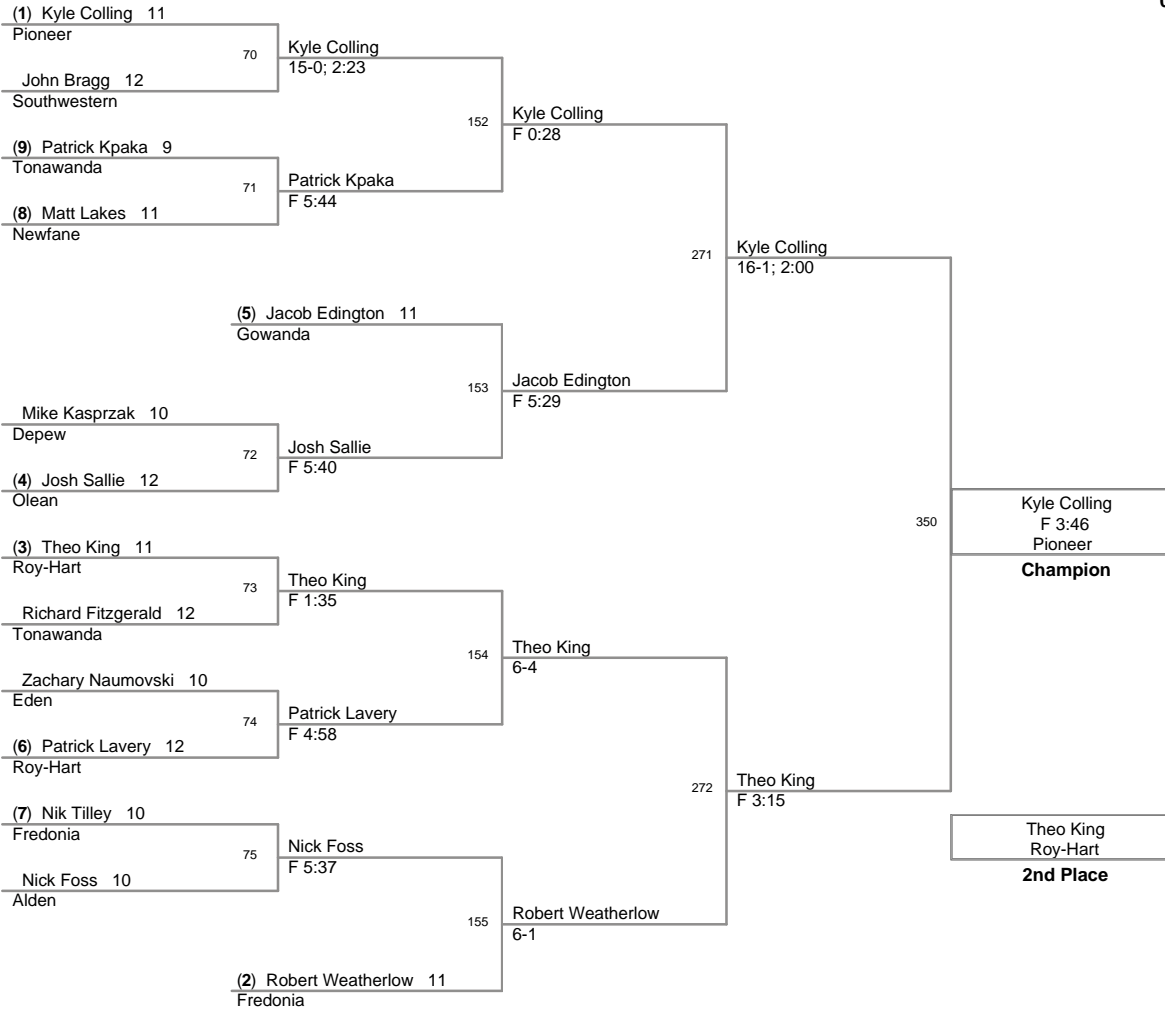 (1) Kyle Colling 11
Pioneer
70
John Bragg 12
Southwestern
Kyle Colling
15-0; 2:23
152
(9) Patrick Kpaka 9
Tonawanda
71
(8) Matt Lakes 11
Newfane
Patrick Kpaka
F 5:44
Kyle Colling
F 0:28
271
(5) Jacob Edington 11
Gowanda
153
Mike Kasprzak 10
Depew
72
(4) Josh Sallie 12
Olean
Josh Sallie
F 5:40
Jacob Edington
F 5:29
Kyle Colling
16-1; 2:00
350
(3) Theo King 11
Roy-Hart
73
Richard Fitzgerald 12
Tonawanda
Theo King
F 1:35
154
Zachary Naumovski 10
Eden
74
(6) Patrick Lavery 12
Roy-Hart
Patrick Lavery
F 4:58
Theo King
6-4
272
(7) Nik Tilley 10
Fredonia
75
Nick Foss 10
Alden
Nick Foss
F 5:37
155
(2) Robert Weatherlow 11
Fredonia
Robert Weatherlow
6-1
Theo King
F 3:15
Kyle Colling
F 3:46
Pioneer
Champion
Theo King
Roy-Hart
2nd Place